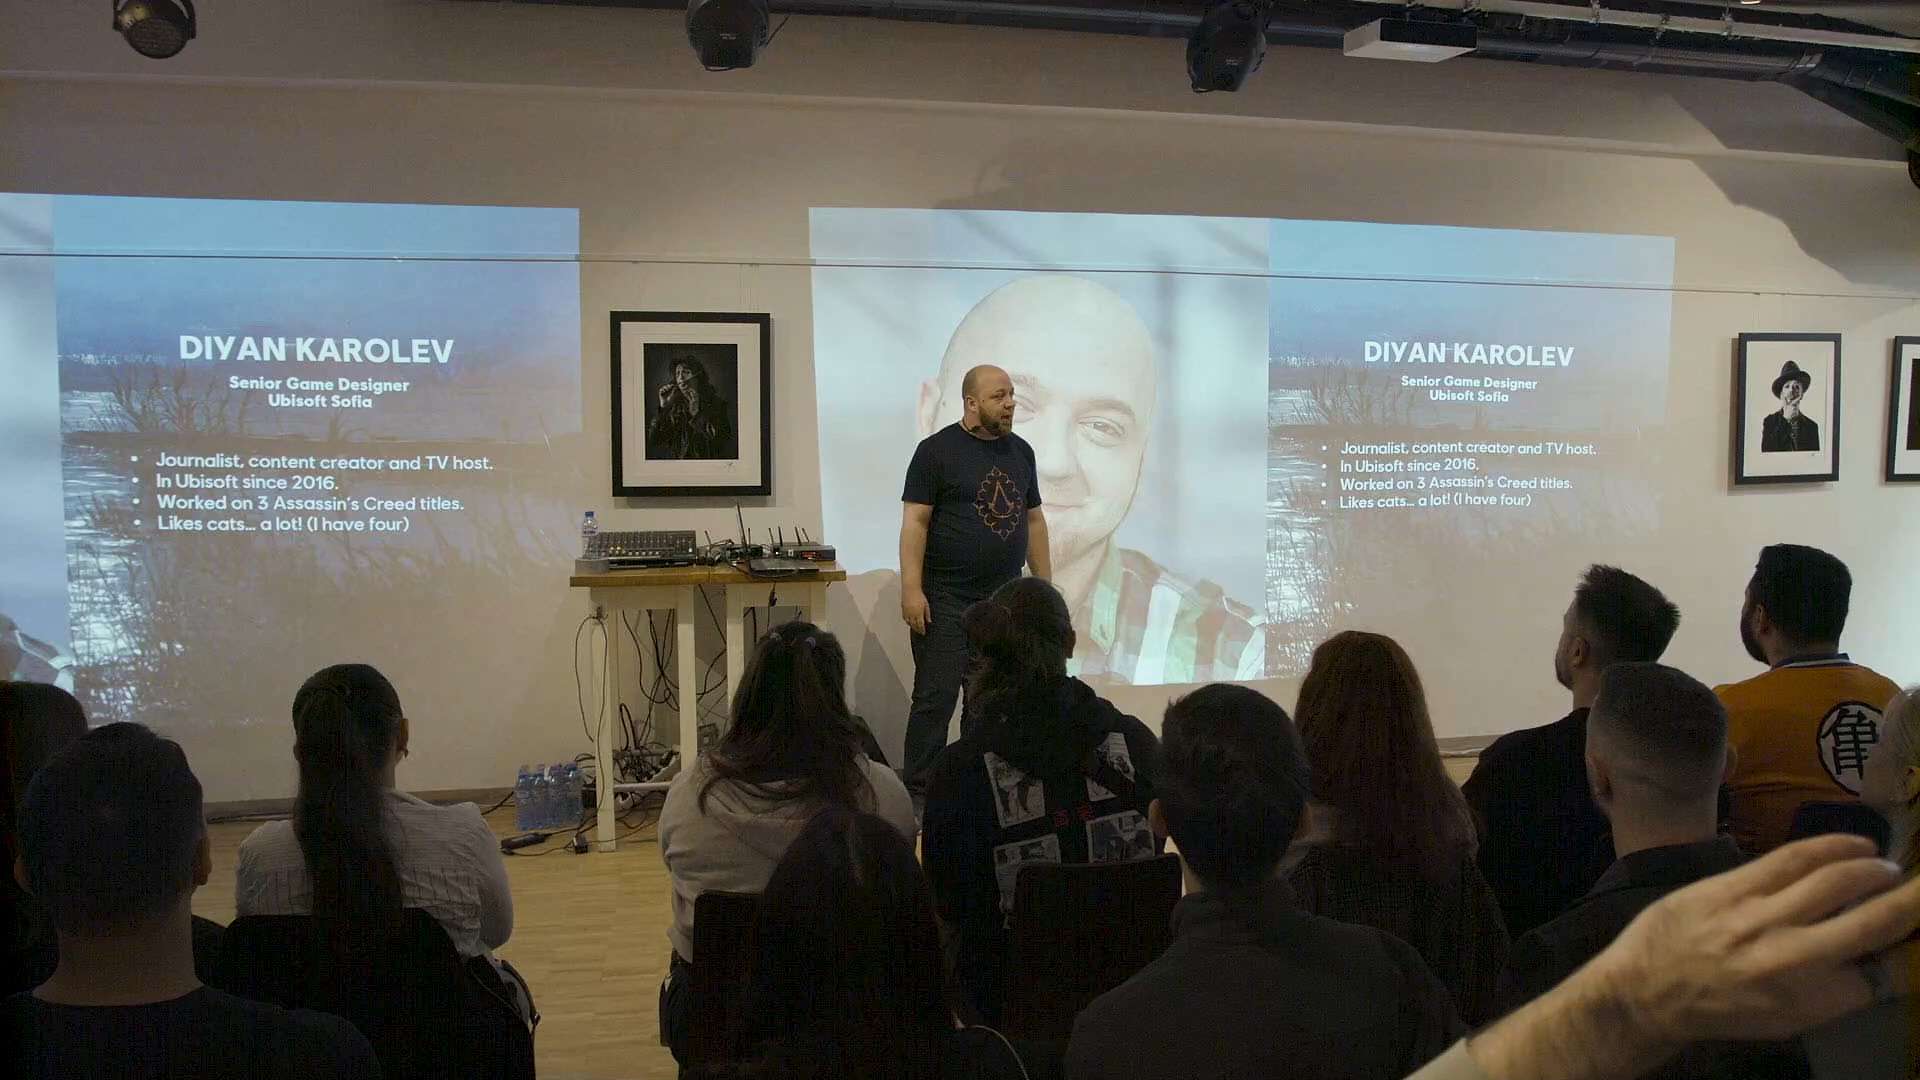 DIYAN KAROLEV
Senior Game Designer
Ubisoft Sofia
• Journalist, content creator and TV host.
• In Ubisoft since 2016.
• Worked on 3 Assassin's Creed titles.
• Likes cats... a lot! (I have four)
DIYAN KAROLEV
Senior Game Designer
Ubisoft Sofia
• Journalist, content creator and TV host.
• In Ubisoft since 2016.
• Worked on 3 Assassin's Creed titles.
• Likes cats... a lot! (I have four)